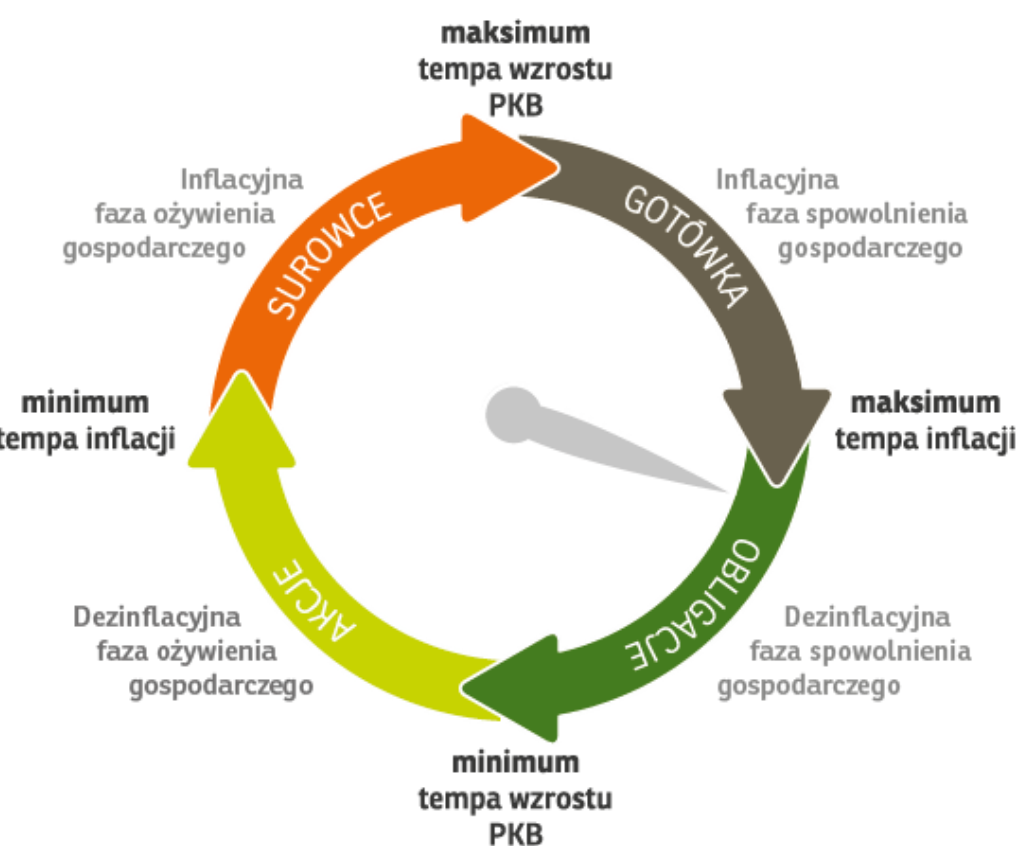 maksimum
tempa wzrostu
PKB
Inflacyjna
faza ożywienia
gospodarczego
SUROWCE
GOTÓWKA
Inflacyjna
faza spowolnienia
gospodarczego
minimum
tempa inflacji
maksimum
tempa inflacji
Dezinflacyjna
faza ożywienia
gospodarczego
AKCJE
OBLIGACJE
Dezinflacyjna
faza spowolnienia
gospodarczego
minimum
tempa wzrostu
PKB